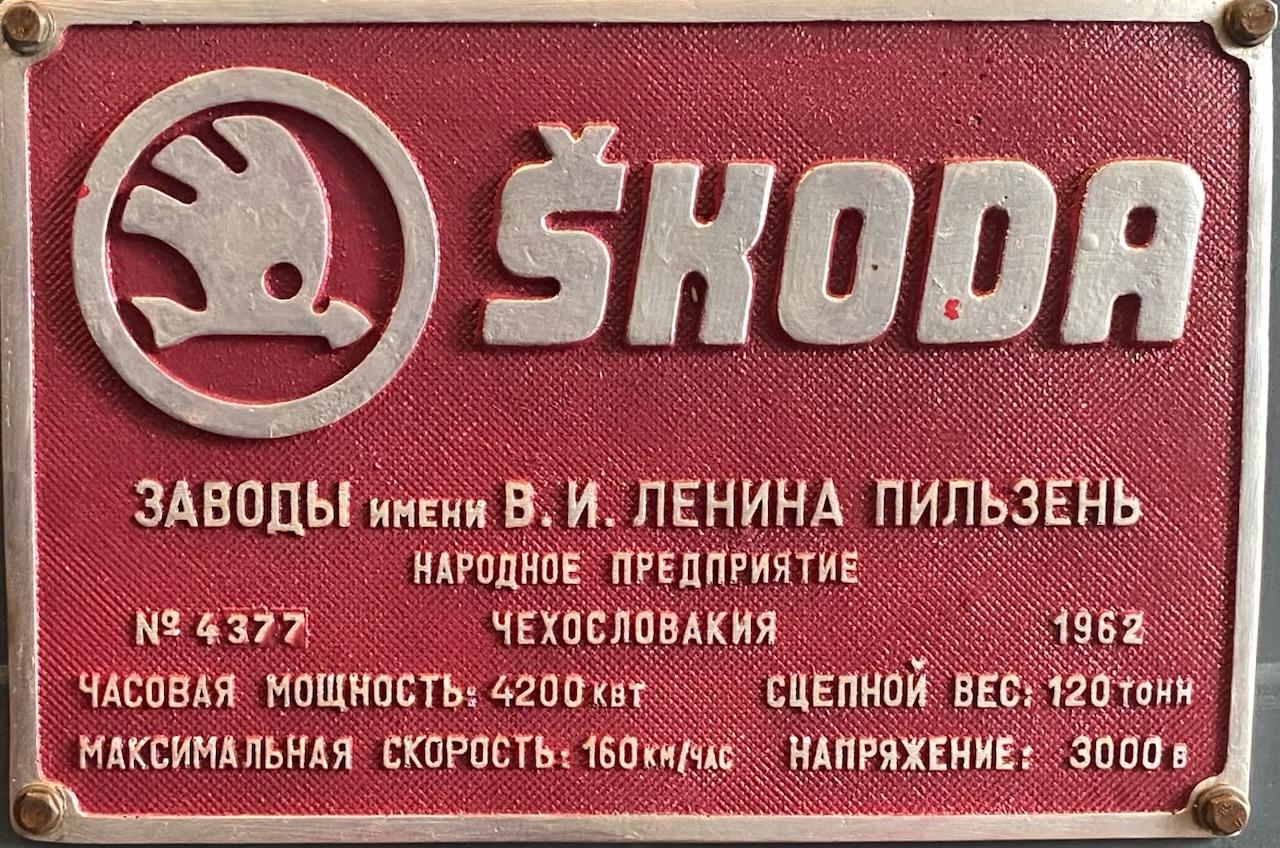 ŠKODA
ЗАВОДЫ ИМЕНИ В. И. ЛЕНИНА ПИЛЬЗЕНЬ
НАРОДНОЕ ПРЕДПРИЯТИЕ
№ 4377 ЧЕХОСЛОВАКИЯ 1962
ЧАСОВАЯ МОЩНОСТЬ: 4200 КВТ СЦЕПНОЙ ВЕС: 120 ТОНН
МАКСИМАЛЬНАЯ СКОРОСТЬ: 160 КМ/ЧАС НАПРЯЖЕНИЕ: 3000 В